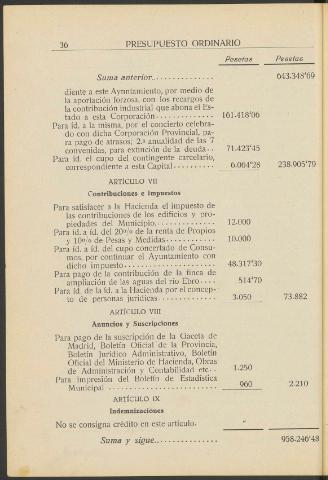 36 PRESUPUESTO ORDINARIO
Pesetas Pesetas
Suma anterior............... 643.348'69
diente a este Ayuntamiento, por medio de
la aportación forzosa, con los recargos de
la contribución industrial que abona el Es-
tado a esta Corporación............... 161.418'06
Para id. a la misma, por el concierto celebra-
do con dicha Corporación Provincial, pa-
ra pago de atrasos; 2.ª anualidad de las 7
convenidas, para extinción de la deuda.. 71.423'45
Para id. el cupo del contingente carcelario,
correspondiente a esta Capital.......... 6.064'28 238.905'79
ARTÍCULO VII
Contribuciones e impuestos
Para satisfacer a la Hacienda el impuesto de
las contribuciones de los edificios y pro-
piedades del Municipio............... 12.000
Para id. a id. del 20% de la renta de Propios
y 10% de Pesas y Medidas............ 10.000
Para id. a id. del cupo concertado de Consu-
mos, por continuar el Ayuntamiento con
dicho impuesto...................... 48.317'30
Para pago de la contribución de la finca de
ampliación de las aguas del río Ebro.... 514'70
Para id. de la id. a la Hacienda por el concep-
to de personas jurídicas.............. 3.050 73.882
ARTÍCULO VIII
Anuncios y Suscripciones
Para pago de la suscripción de la Gaceta de
Madrid, Boletín Oficial de la Provincia,
Boletín Jurídico Administrativo, Boletín
Oficial del Ministerio de Hacienda, Obras
de Administración y Contabilidad etc.. 1.250
Para impresión del Boletín de Estadística
Municipal.......................... 960 2.210
ARTÍCULO IX
Indemnizaciones
No se consigna crédito en este artículo. »
Suma y sigue............... 958.246'48